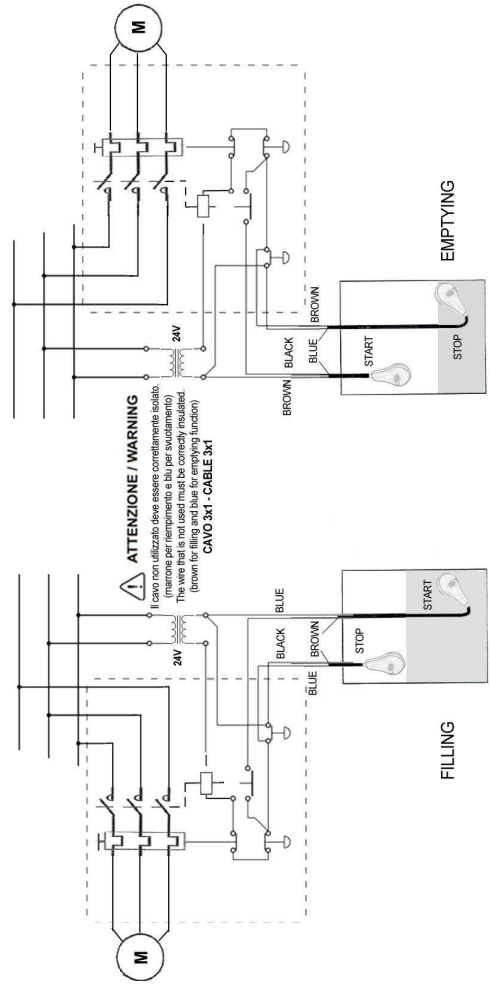 M
24V
BROWN
BLACK
BLUE
BROWN
START
STOP
EMPTYING
ATTENZIONE / WARNING
Il cavo non utilizzato deve essere correttamente isolato.
(marrone per riempimento e blu per svuotamento)
The wire that is not used must be correctly insulated.
(brown for filling and blue for emptying function)
CAVO 3x1 - CABLE 3x1
M
24V
BLUE
BLACK
BROWN
BLUE
STOP
START
FILLING